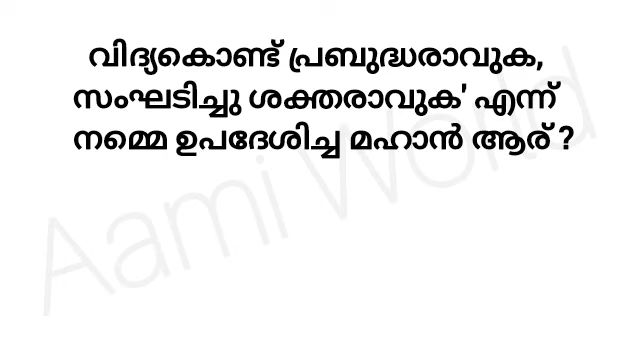 വിദ്യകൊണ്ട് പ്രബുദ്ധരാവുക,
സംഘടിച്ചു ശക്തരാവുക' എന്ന്
നമ്മെ ഉപദേശിച്ച മഹാൻ ആര് ?
Aami World